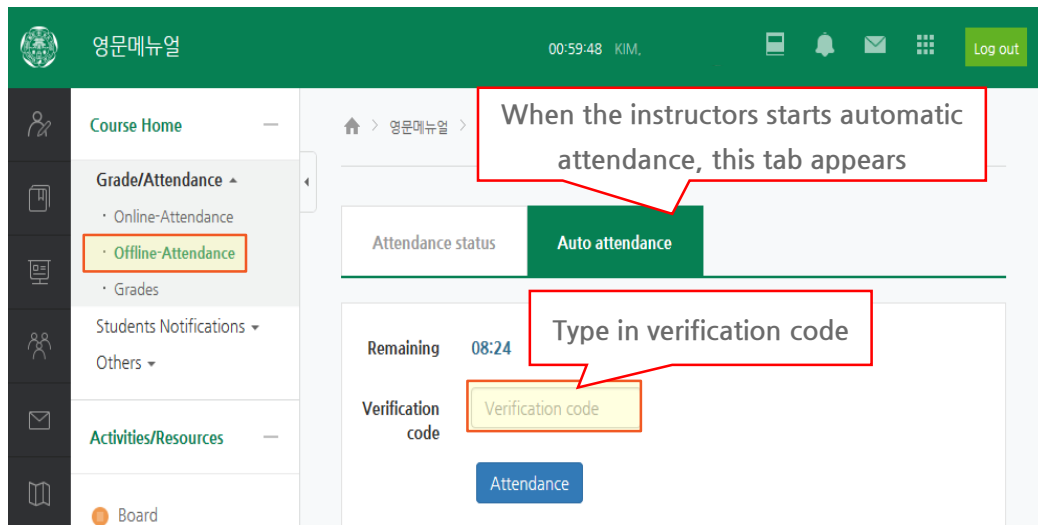 영문메뉴얼
00:59:48 KIM,
Log out
Course Home
영문메뉴얼
When the instructors starts automatic
attendance, this tab appears
Grade/Attendance
Online-Attendance
Offline-Attendance
Grades
Students Notifications
Others
Activities/Resources
Board
Attendance status
Auto attendance
Type in verification code
Remaining 08:24
Verification
code
Verification code
Attendance